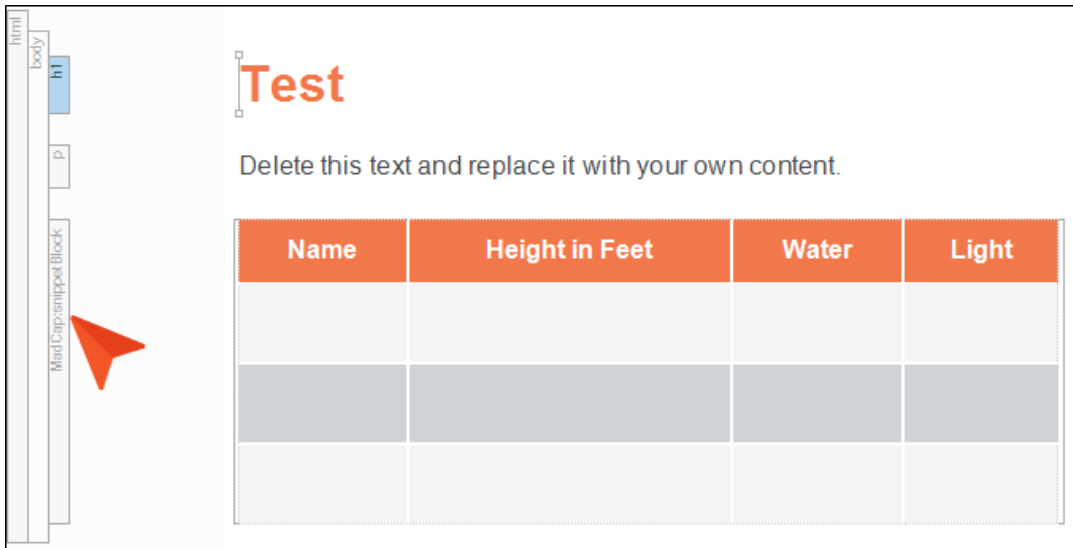 html
body
h1
Test
p
Delete this text and replace it with your own content.
MadCap:snippetBlock
Name Height in Feet Water Light